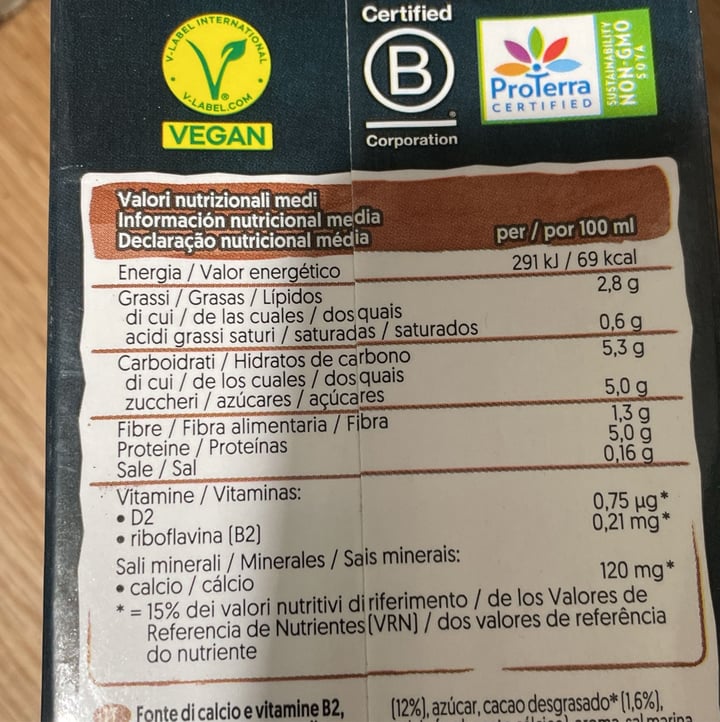 V-LABEL INTERNATIONAL
V-LABEL.COM
®
VEGAN
Certified
B
®
Corporation
ProTerra
CERTIFIED
SUSTAINABILITY
NON-GMO
SOYA
Valori nutrizionali medi
Información nutricional media
Declaração nutricional média
per / por 100 ml
Energia / Valor energético 291 kJ / 69 kcal
Grassi / Grasas / Lípidos 2,8 g
di cui / de las cuales / dos quais
acidi grassi saturi / saturadas / saturados 0,6 g
Carboidrati / Hidratos de carbono 5,3 g
di cui / de los cuales / dos quais
zuccheri / azúcares / açúcares 5,0 g
Fibre / Fibra alimentaria / Fibra 1,3 g
Proteine / Proteínas 5,0 g
Sale / Sal 0,16 g
Vitamine / Vitaminas:
• D2 0,75 µg*
• riboflavina (B2) 0,21 mg*
Sali minerali / Minerales / Sais minerais:
• calcio / cálcio 120 mg*
* = 15% dei valori nutritivi di riferimento / de los Valores de
Referencia de Nutrientes (VRN) / dos valores de referência
do nutriente
Fonte di calcio e vitamine B2,
(12%), azúcar, cacao desgrasado* (1,6%),